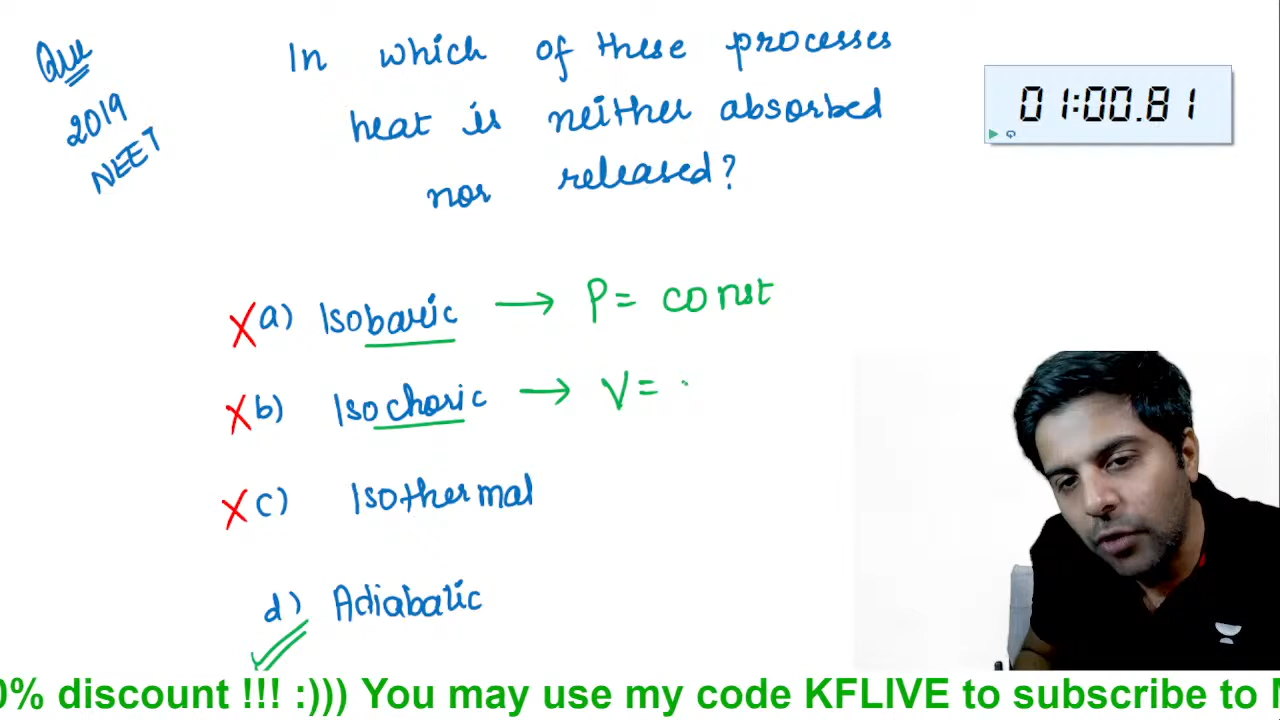 Que
2019
NEET
In which of these processes
heat is neither absorbed
nor released?
01:00.81
a) Isobaric → P = const
b) Isochoric → V =
c) Isothermal
d) Adiabatic
0% discount !!! :))) You may use my code KFLIVE to subscribe to